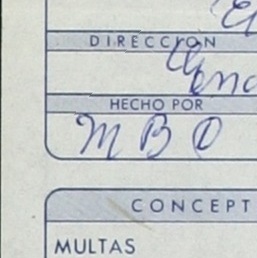 DIRECCION
HECHO POR
M B O
CONCEPT
MULTAS